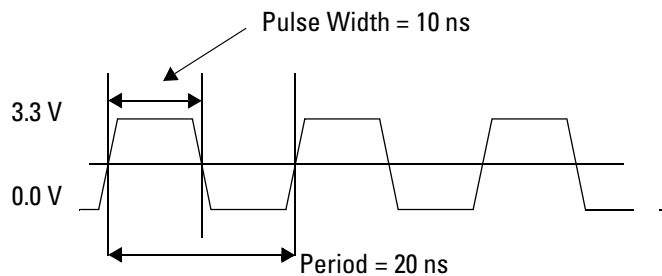 Pulse Width = 10 ns
3.3 V
0.0 V
Period = 20 ns